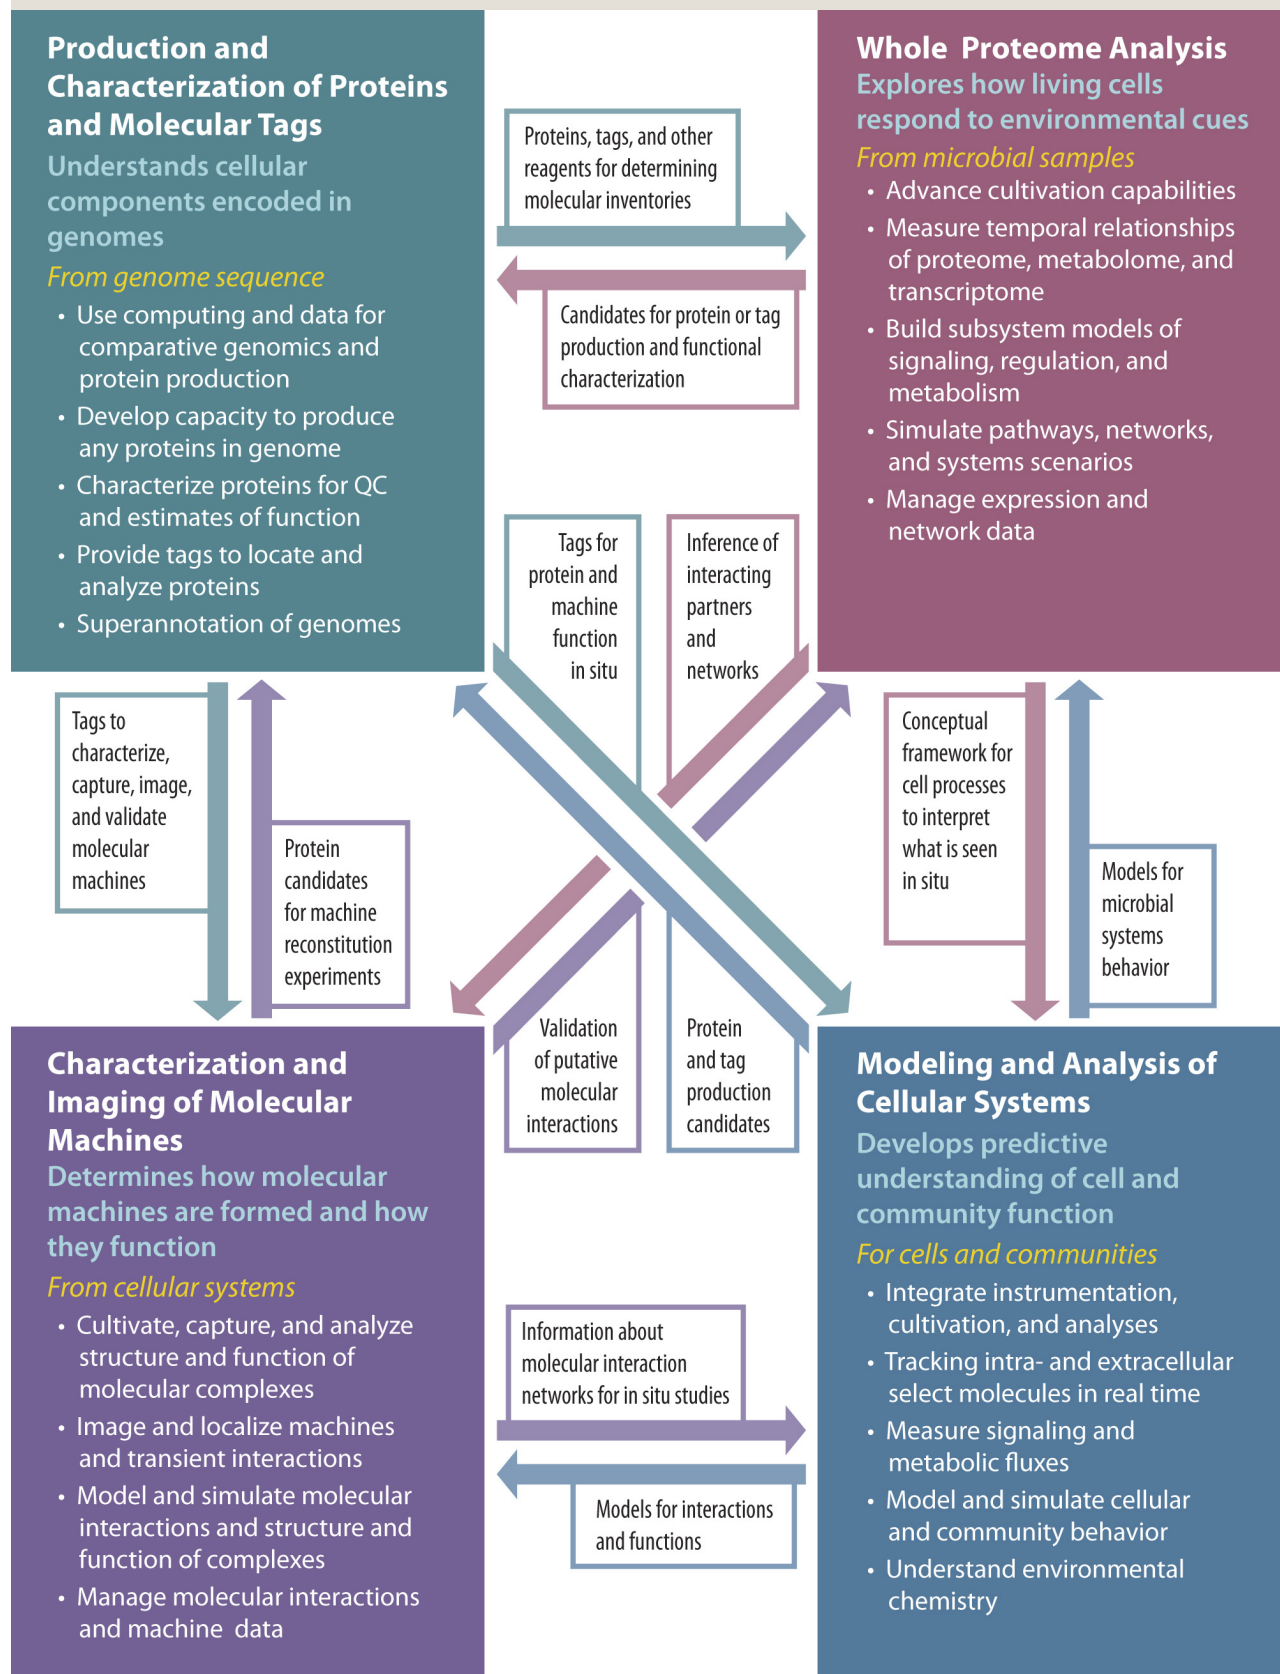 Production and
Characterization of Proteins
and Molecular Tags
Understands cellular
components encoded in
genomes
From genome sequence
• Use computing and data for
comparative genomics and
protein production
• Develop capacity to produce
any proteins in genome
• Characterize proteins for QC
and estimates of function
• Provide tags to locate and
analyze proteins
• Superannotation of genomes
Proteins, tags, and other
reagents for determining
molecular inventories
Candidates for protein or tag
production and functional
characterization
Whole Proteome Analysis
Explores how living cells
respond to environmental cues
From microbial samples
• Advance cultivation capabilities
• Measure temporal relationships
of proteome, metabolome, and
transcriptome
• Build subsystem models of
signaling, regulation, and
metabolism
• Simulate pathways, networks,
and systems scenarios
• Manage expression and
network data
Tags for
protein and
machine
function
in situ
Inference of
interacting
partners
and
networks
Tags to
characterize,
capture, image,
and validate
molecular
machines
Protein
candidates
for machine
reconstitution
experiments
Conceptual
framework for
cell processes
to interpret
what is seen
in situ
Models for
microbial
systems
behavior
Validation
of putative
molecular
interactions
Protein
and tag
production
candidates
Characterization and
Imaging of Molecular
Machines
Determines how molecular
machines are formed and how
they function
From cellular systems
• Cultivate, capture, and analyze
structure and function of
molecular complexes
• Image and localize machines
and transient interactions
• Model and simulate molecular
interactions and structure and
function of complexes
• Manage molecular interactions
and machine data
Information about
molecular interaction
networks for in situ studies
Models for interactions
and functions
Modeling and Analysis of
Cellular Systems
Develops predictive
understanding of cell and
community function
For cells and communities
• Integrate instrumentation,
cultivation, and analyses
• Tracking intra- and extracellular
select molecules in real time
• Measure signaling and
metabolic fluxes
• Model and simulate cellular
and community behavior
• Understand environmental
chemistry